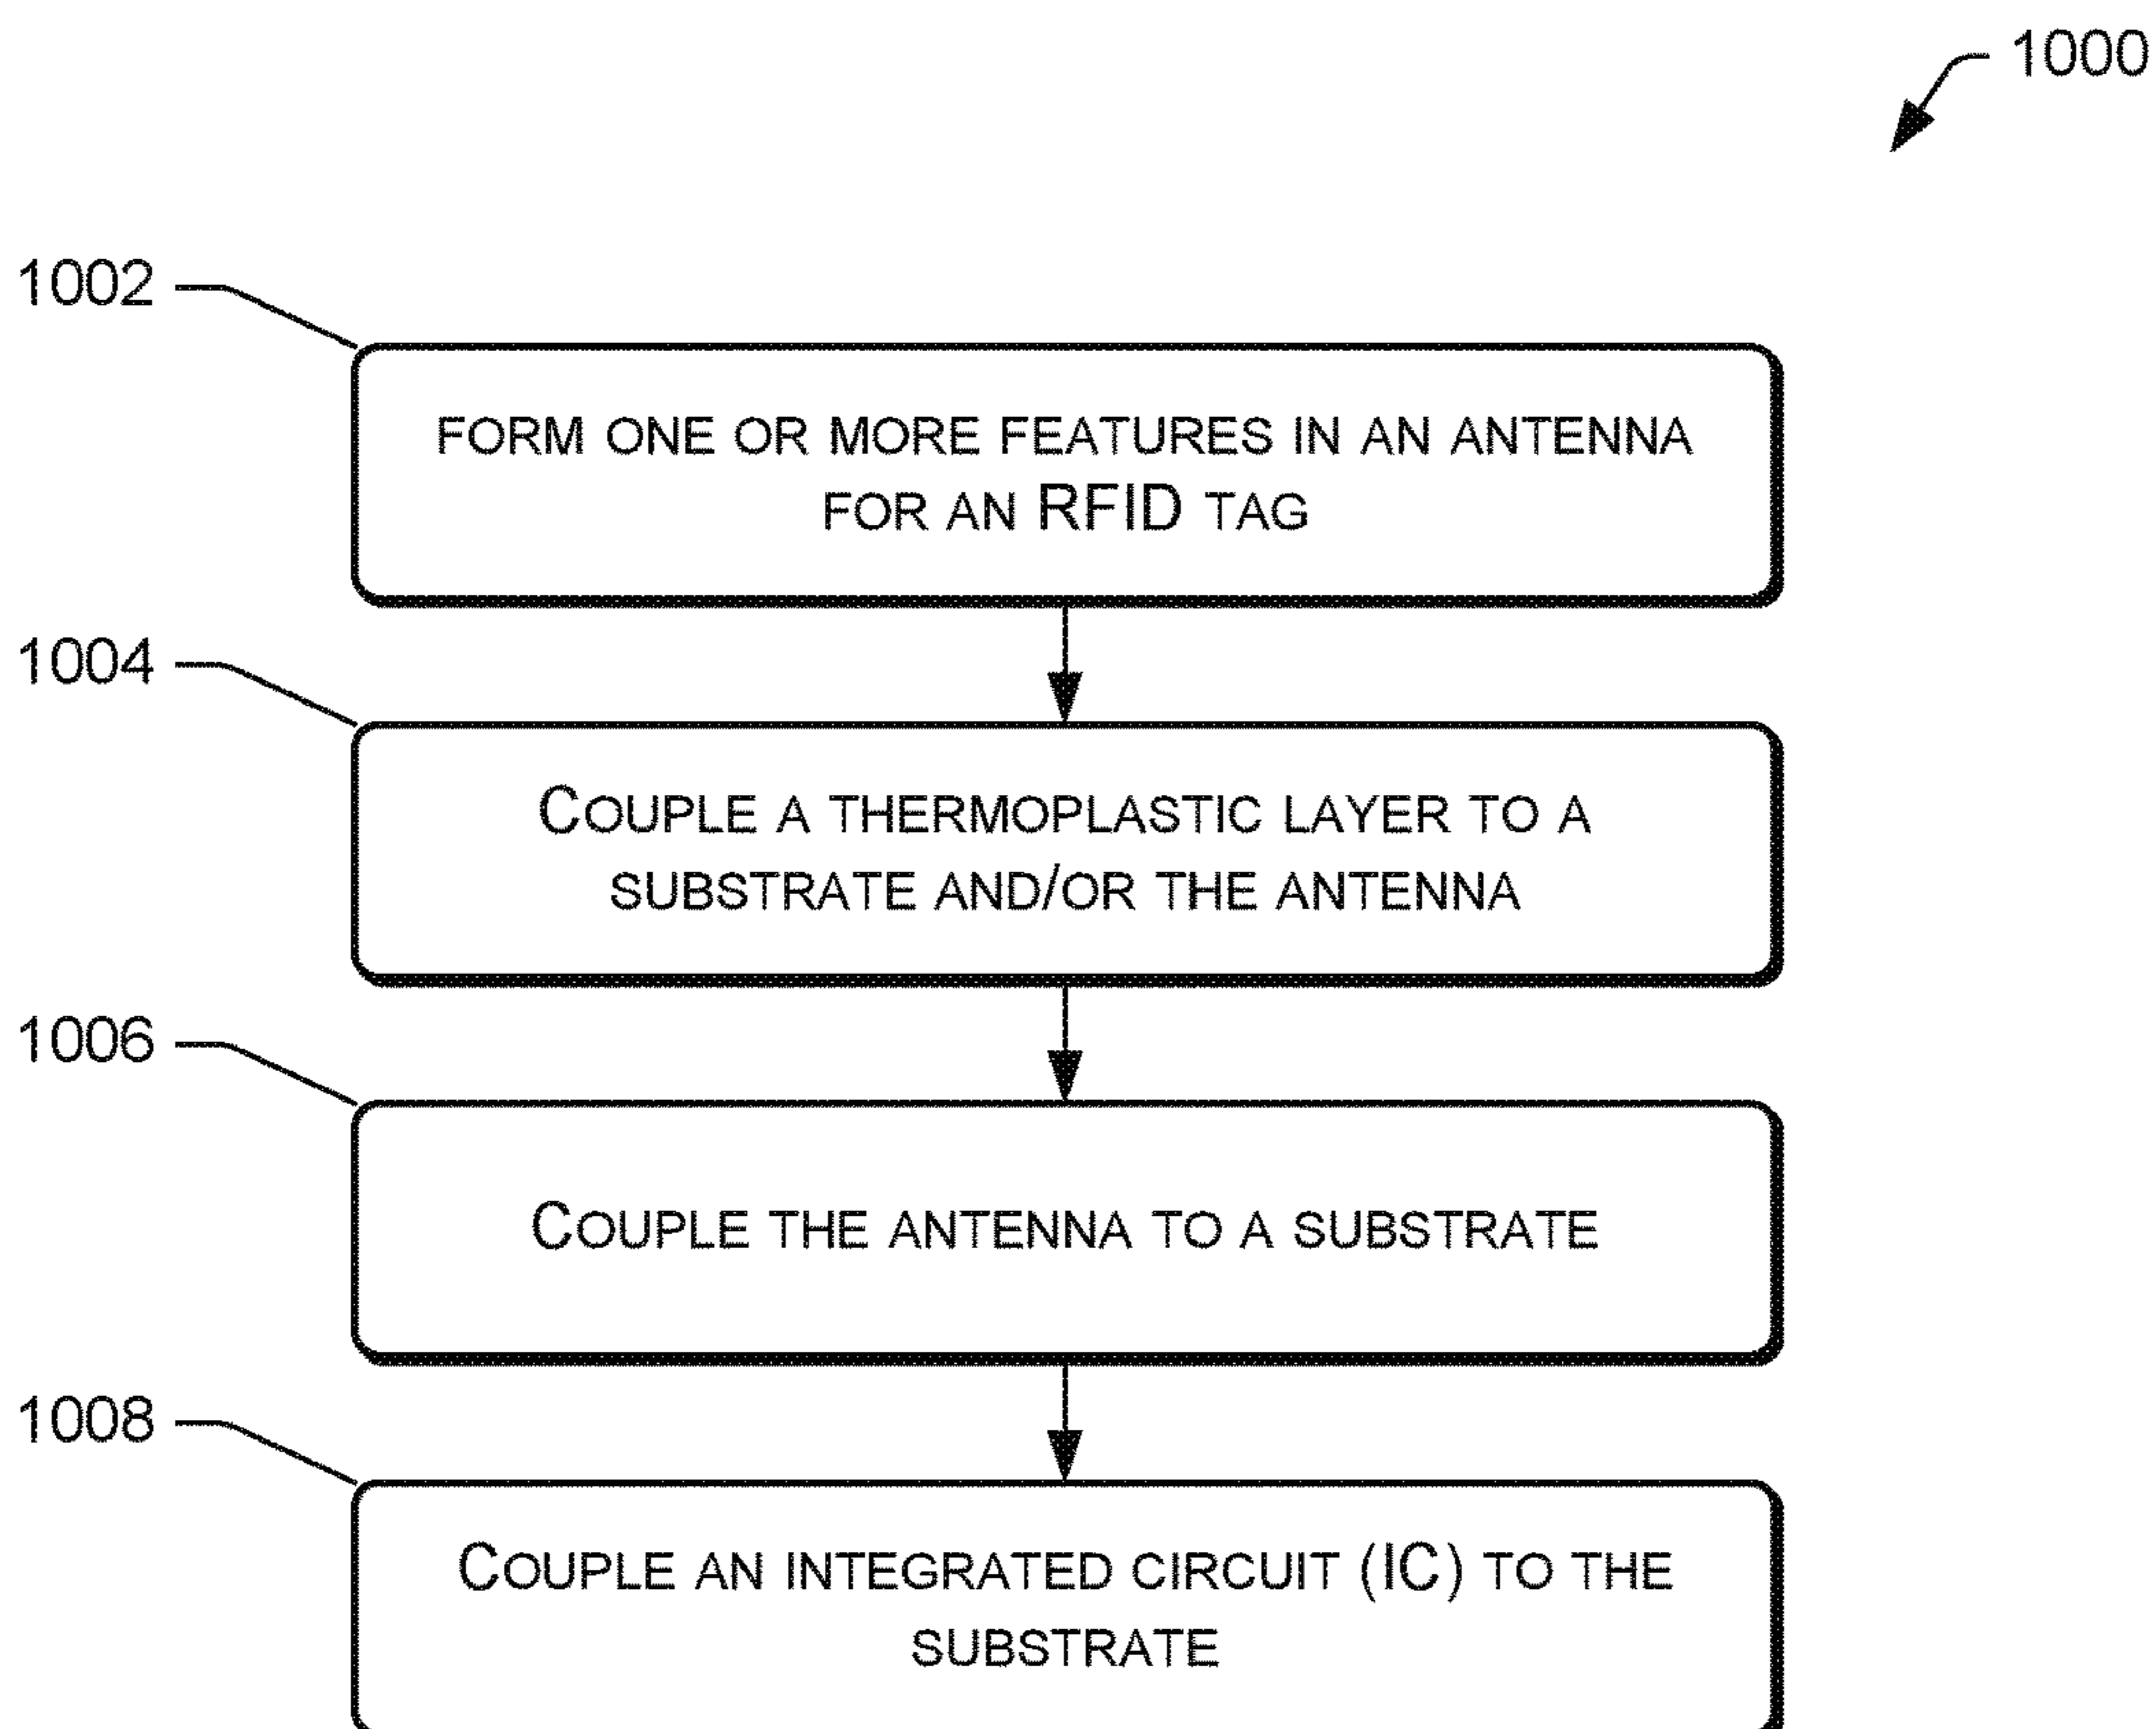 1000
1002
FORM ONE OR MORE FEATURES IN AN ANTENNA
FOR AN RFID TAG
1004
COUPLE A THERMOPLASTIC LAYER TO A
SUBSTRATE AND/OR THE ANTENNA
1006
COUPLE THE ANTENNA TO A SUBSTRATE
1008
COUPLE AN INTEGRATED CIRCUIT (IC) TO THE
SUBSTRATE